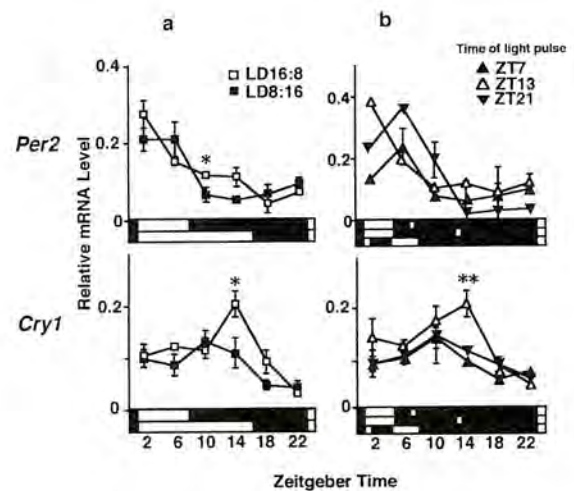 a
b
Time of light pulse
□ LD16:8
■ LD8:16
▲ ZT7
△ ZT13
▼ ZT21
Per2
Relative mRNA Level
0.4
0.2
0
*
0.4
0.2
0
Cry1
0.2
0
*
0.2
0
**
2 6 10 14 18 22
2 6 10 14 18 22
Zeitgeber Time